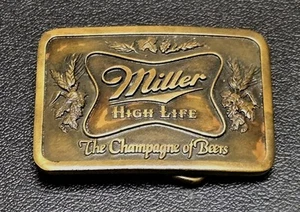 Miller
HIGH LIFE
The Champagne of Beers